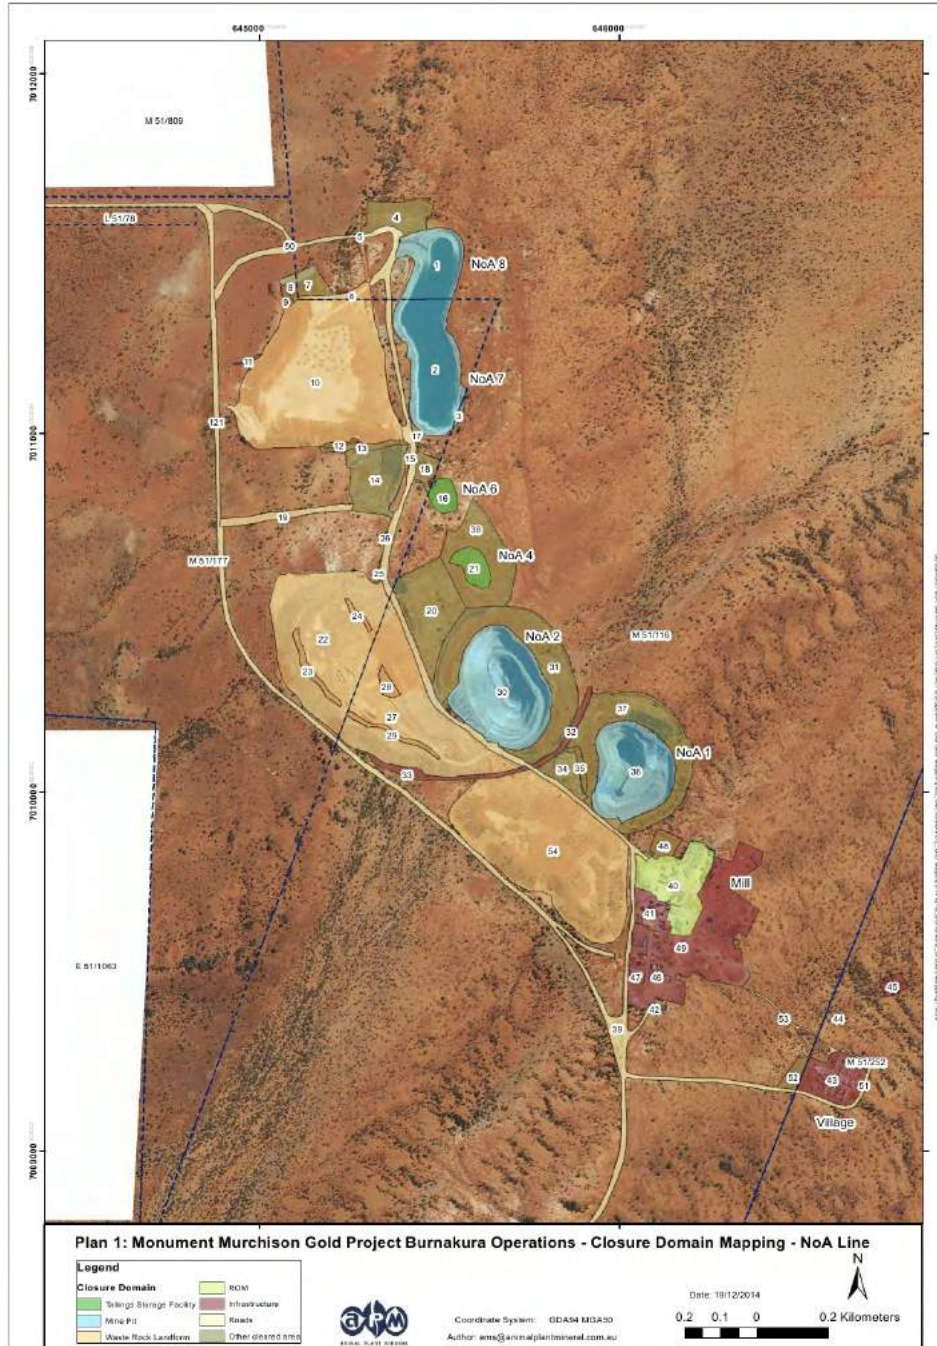 645000
646000
7012000
M 51/809
L 51/78
4
5
50
1
NoA 8
7
8
6
9
11
2
NoA 7
10
3
121
7011000
17
12
13
15
18
14
NoA 6
16
19
38
26
NoA 4
M 51/177
21
25
20
24
NoA 2
22
M 51/116
31
23
28
30
37
27
32
29
NoA 1
34
35
36
33
7010000
48
54
40
Mill
41
49
E 51/1063
47
46
45
42
53
44
39
M 51/252
52
43
51
Village
7009000
Plan 1: Monument Murchison Gold Project Burnakura Operations - Closure Domain Mapping - NoA Line
Legend
Closure Domain
Tailings Storage Facility
Mine Pit
Waste Rock Landform
ROM
Infrastructure
Roads
Other cleared area
apm
ANIMAL PLANT MINERAL
Coordinate System: GDA94 MGA50
Author: ems@animalplantmineral.com.au
N
Date: 19/12/2014
0.2 0.1 0 0.2 Kilometers